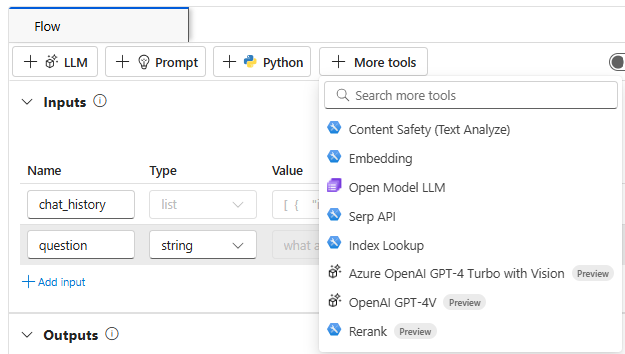 Flow
LLM
Prompt
Python
More tools
Search more tools
Inputs
Content Safety (Text Analyze)
Embedding
Name Type Value
Open Model LLM
chat_history list [ { "i
Serp API
question string what a
Index Lookup
Azure OpenAI GPT-4 Turbo with Vision Preview
Add input
OpenAI GPT-4V Preview
Outputs
Rerank Preview